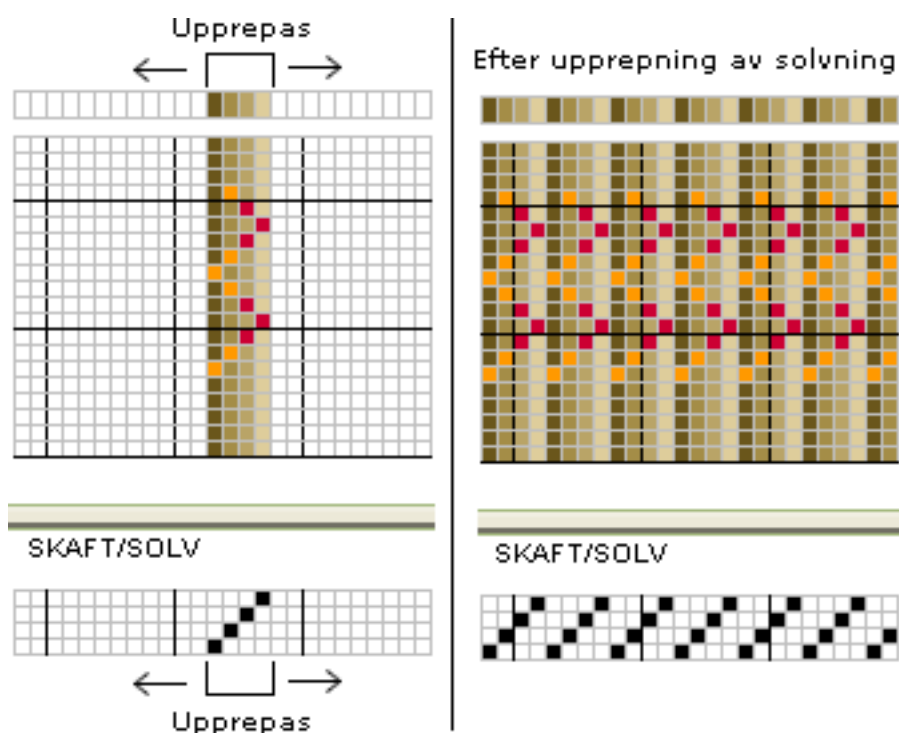 Upprepas
SKAFT/SOLV
Upprepas
Efter upprepning av solvning
SKAFT/SOLV